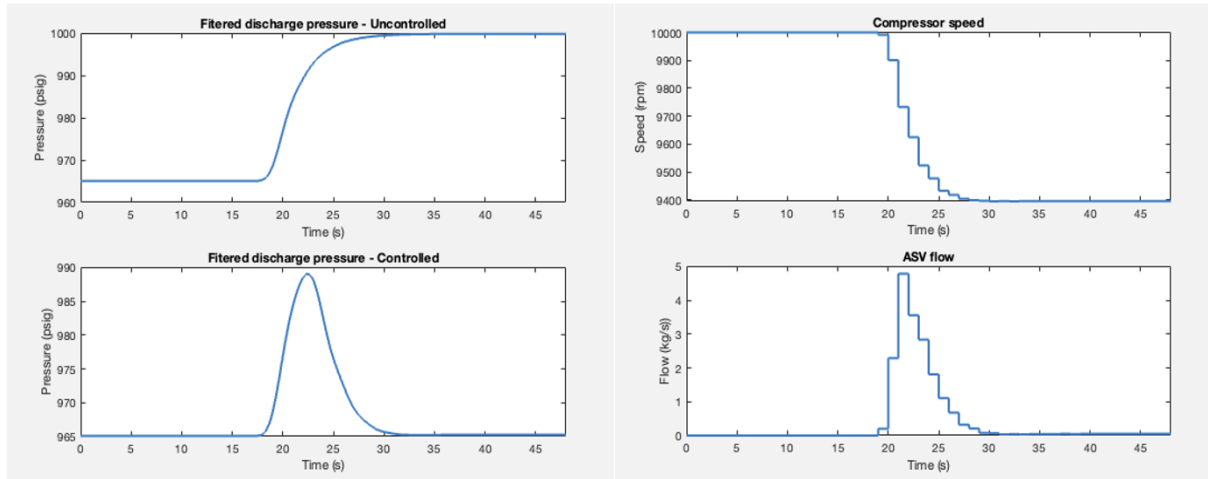 Fitered discharge pressure - Uncontrolled
1000
990
980
970
960
Pressure (psig)
0 5 10 15 20 25 30 35 40 45
Time (s)
Compressor speed
10000
9900
9800
9700
9600
9500
9400
Speed (rpm)
0 5 10 15 20 25 30 35 40 45
Time (s)
Fitered discharge pressure - Controlled
990
985
980
975
970
965
Pressure (psig)
0 5 10 15 20 25 30 35 40 45
Time (s)
ASV flow
5
4
3
2
1
0
Flow (kg/s))
0 5 10 15 20 25 30 35 40 45
Time (s)